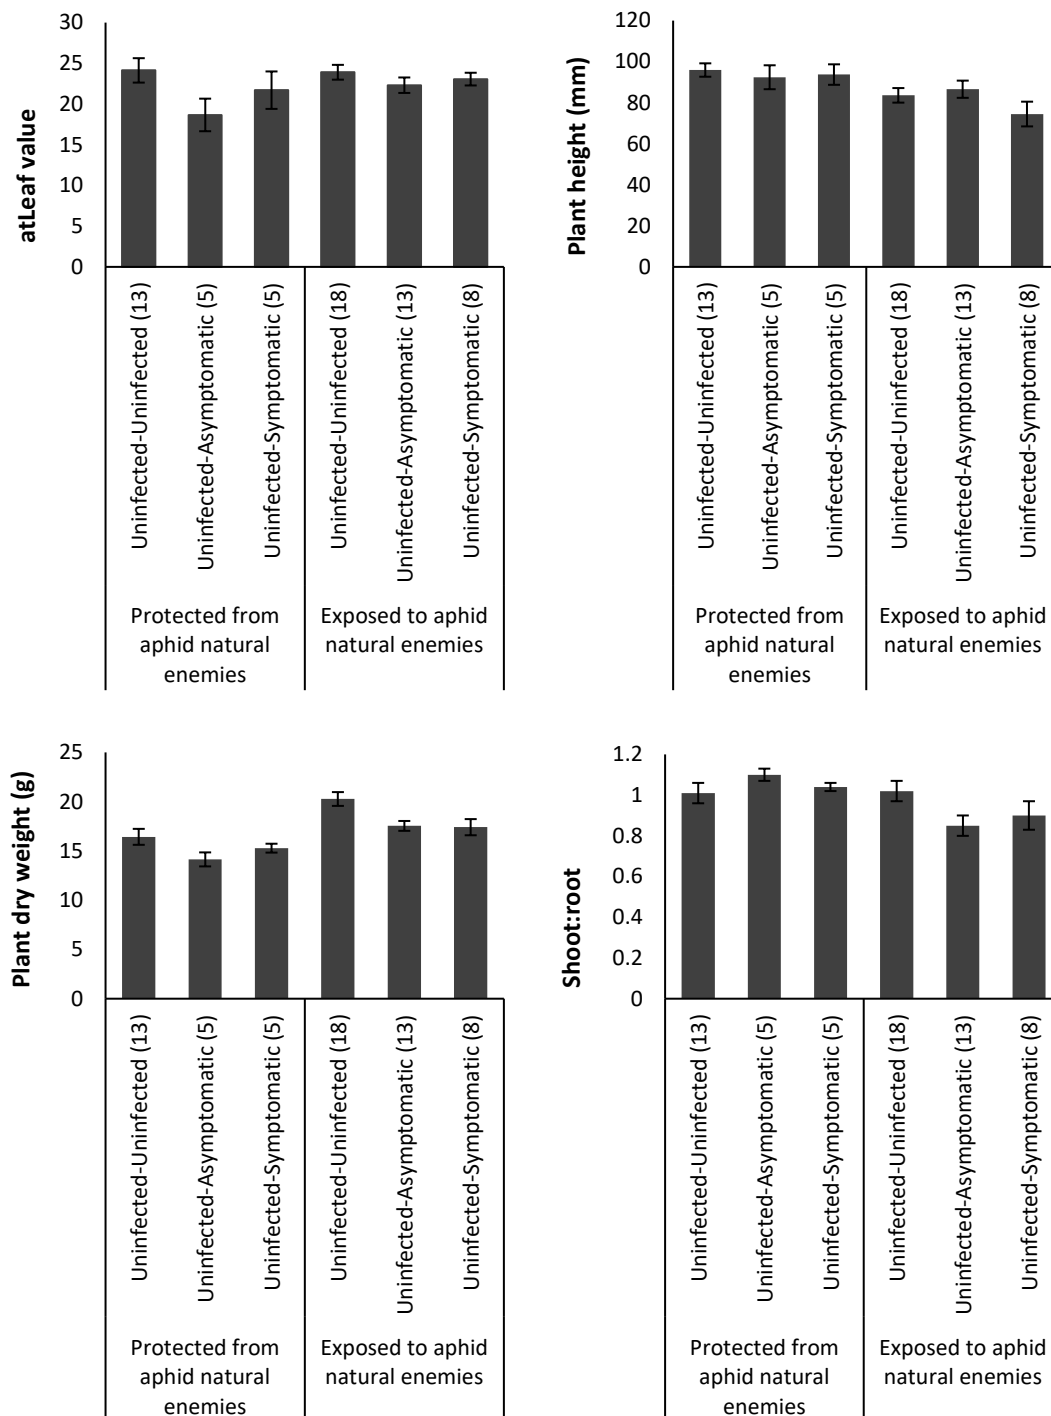 atLeaf value
30
25
20
15
10
5
0
Uninfected-Uninfected (13)
Uninfected-Asymptomatic (5)
Uninfected-Symptomatic (5)
Uninfected-Uninfected (18)
Uninfected-Asymptomatic (13)
Uninfected-Symptomatic (8)
Protected from
aphid natural
enemies
Exposed to aphid
natural enemies
Plant height (mm)
120
100
80
60
40
20
0
Uninfected-Uninfected (13)
Uninfected-Asymptomatic (5)
Uninfected-Symptomatic (5)
Uninfected-Uninfected (18)
Uninfected-Asymptomatic (13)
Uninfected-Symptomatic (8)
Protected from
aphid natural
enemies
Exposed to aphid
natural enemies
Plant dry weight (g)
25
20
15
10
5
0
Uninfected-Uninfected (13)
Uninfected-Asymptomatic (5)
Uninfected-Symptomatic (5)
Uninfected-Uninfected (18)
Uninfected-Asymptomatic (13)
Uninfected-Symptomatic (8)
Protected from
aphid natural
enemies
Exposed to aphid
natural enemies
Shoot:root
1.2
1
0.8
0.6
0.4
0.2
0
Uninfected-Uninfected (13)
Uninfected-Asymptomatic (5)
Uninfected-Symptomatic (5)
Uninfected-Uninfected (18)
Uninfected-Asymptomatic (13)
Uninfected-Symptomatic (8)
Protected from
aphid natural
enemies
Exposed to aphid
natural enemies